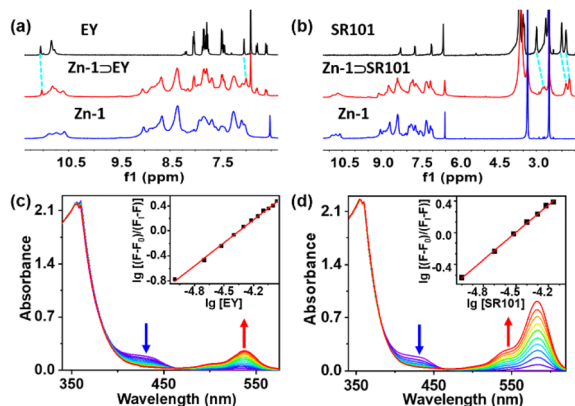 (a)
EY
Zn-1⊃EY
Zn-1
10.5 9.5 8.5 7.5
f1 (ppm)
(b)
SR101
Zn-1⊃SR101
Zn-1
10.5 9.0 7.5 6.0 4.5 3.0
f1 (ppm)
(c)
2.1
1.4
0.7
0.0
Absorbance
350 450 550
Wavelength (nm)
0.4
0.0
-0.4
-0.8
lg [(F-F₀)/(Fᵢ-F)]
-4.8 -4.5 -4.2
lg [EY]
(d)
2.1
1.4
0.7
0.0
Absorbance
350 450 550
Wavelength (nm)
0.4
0.0
-0.4
lg [(F-F₀)/(Fᵢ-F)]
-4.8 -4.5 -4.2
lg [SR101]